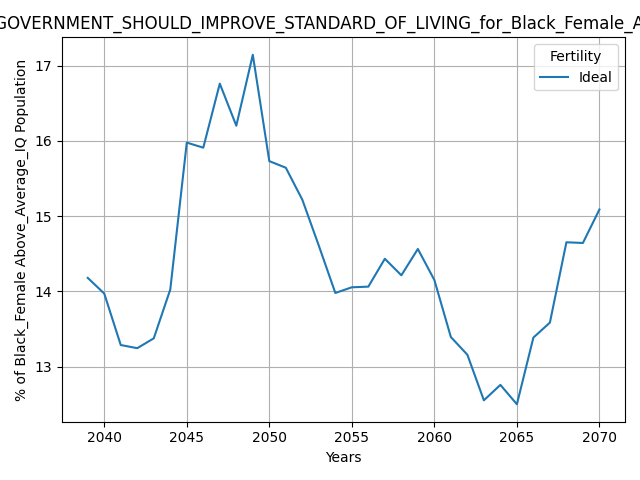 GOVERNMENT_SHOULD_IMPROVE_STANDARD_OF_LIVING_for_Black_Female_A
Fertility
Ideal
% of Black_Female Above_Average_IQ Population
17
16
15
14
13
2040 2045 2050 2055 2060 2065 2070
Years